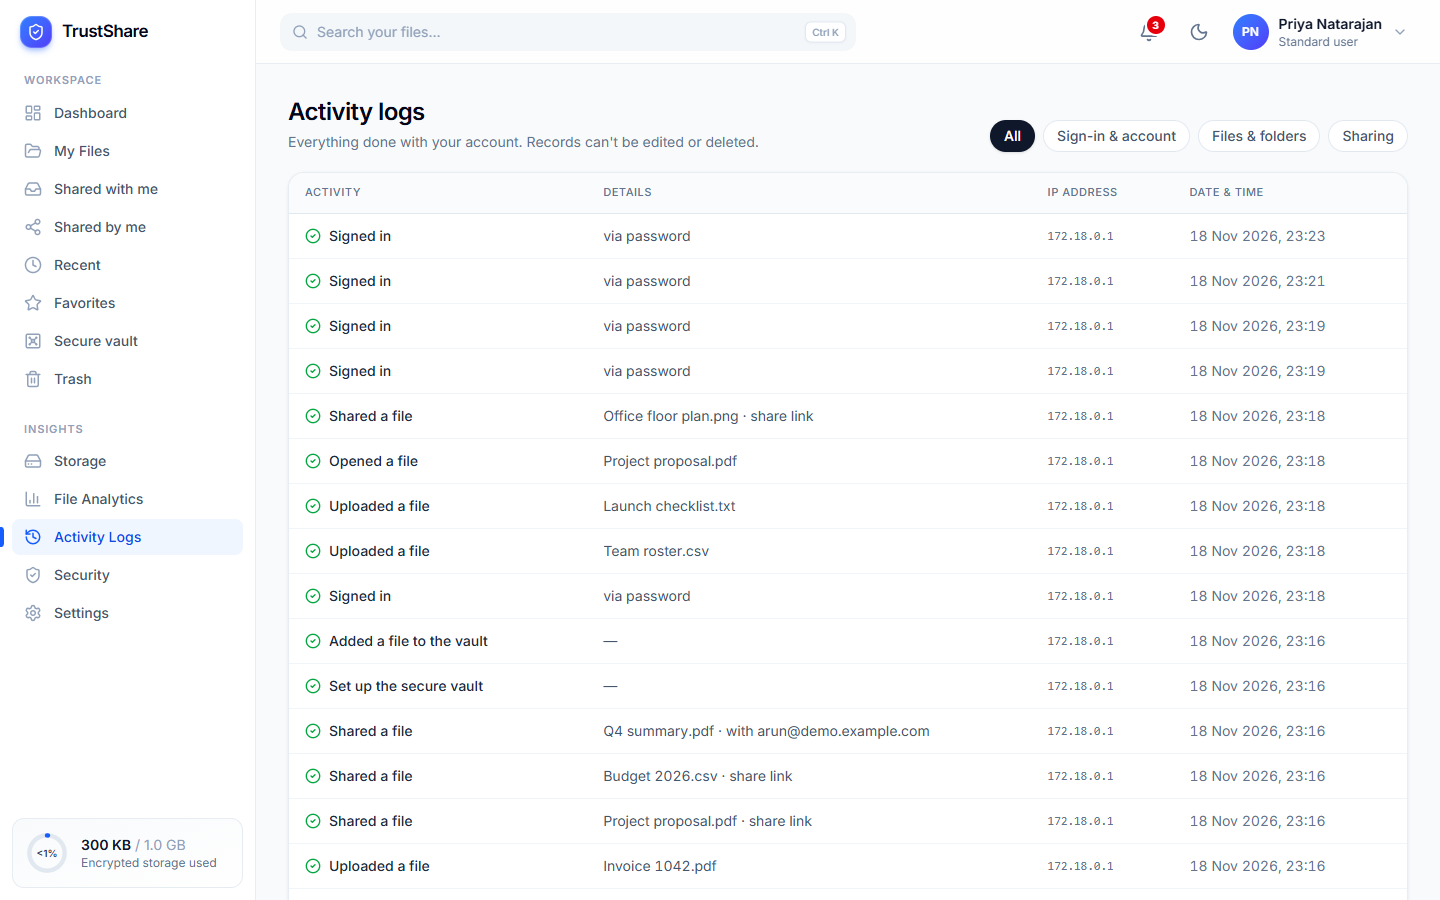 TrustShare
Search your files...
Ctrl K
3
PN
Priya Natarajan
Standard user
WORKSPACE
Dashboard
My Files
Shared with me
Shared by me
Recent
Favorites
Secure vault
Trash
INSIGHTS
Storage
File Analytics
Activity Logs
Security
Settings
<1%
300 KB / 1.0 GB
Encrypted storage used
Activity logs
Everything done with your account. Records can't be edited or deleted.
All
Sign-in & account
Files & folders
Sharing
ACTIVITY DETAILS IP ADDRESS DATE & TIME
Signed in via password 172.18.0.1 18 Nov 2026, 23:23
Signed in via password 172.18.0.1 18 Nov 2026, 23:21
Signed in via password 172.18.0.1 18 Nov 2026, 23:19
Signed in via password 172.18.0.1 18 Nov 2026, 23:19
Shared a file Office floor plan.png · share link 172.18.0.1 18 Nov 2026, 23:18
Opened a file Project proposal.pdf 172.18.0.1 18 Nov 2026, 23:18
Uploaded a file Launch checklist.txt 172.18.0.1 18 Nov 2026, 23:18
Uploaded a file Team roster.csv 172.18.0.1 18 Nov 2026, 23:18
Signed in via password 172.18.0.1 18 Nov 2026, 23:18
Added a file to the vault — 172.18.0.1 18 Nov 2026, 23:16
Set up the secure vault — 172.18.0.1 18 Nov 2026, 23:16
Shared a file Q4 summary.pdf · with arun@demo.example.com 172.18.0.1 18 Nov 2026, 23:16
Shared a file Budget 2026.csv · share link 172.18.0.1 18 Nov 2026, 23:16
Shared a file Project proposal.pdf · share link 172.18.0.1 18 Nov 2026, 23:16
Uploaded a file Invoice 1042.pdf 172.18.0.1 18 Nov 2026, 23:16